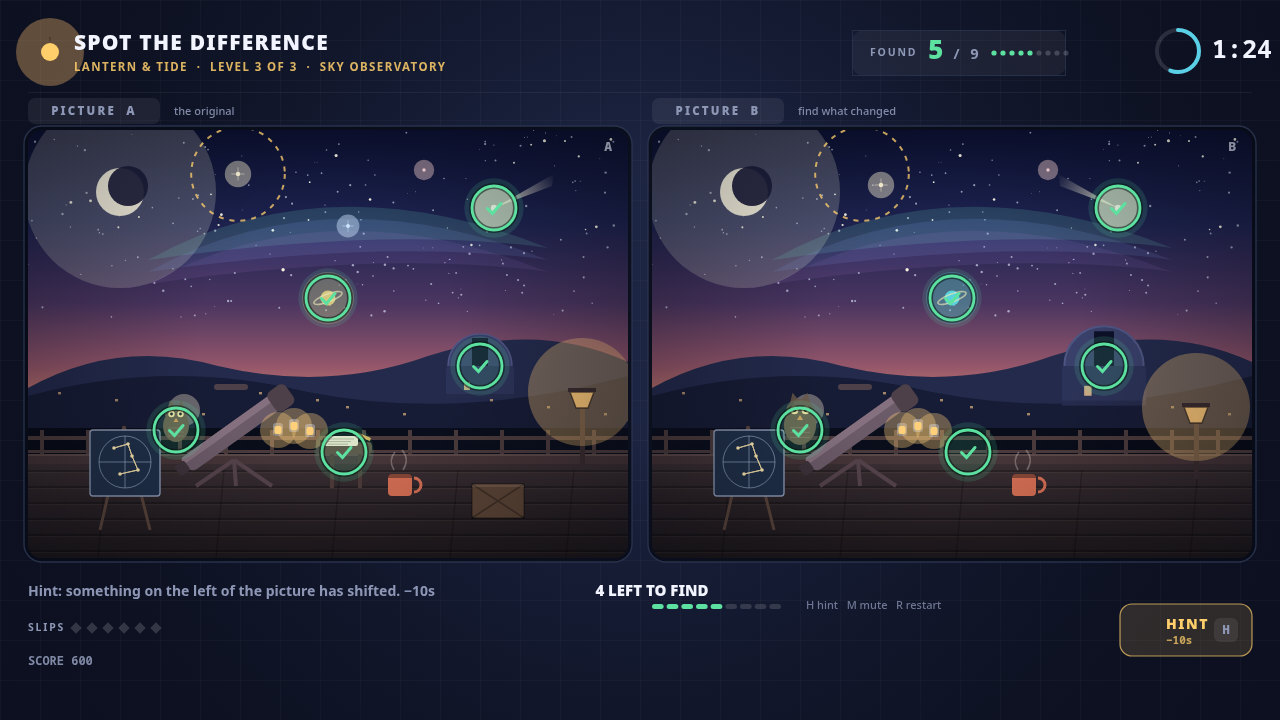 SPOT THE DIFFERENCE
LANTERN & TIDE · LEVEL 3 OF 3 · SKY OBSERVATORY
FOUND 5 / 9
1:24
PICTURE A the original
PICTURE B find what changed
A
B
Hint: something on the left of the picture has shifted. −10s
4 LEFT TO FIND
H hint M mute R restart
SLIPS
SCORE 600
HINT
−10s
H